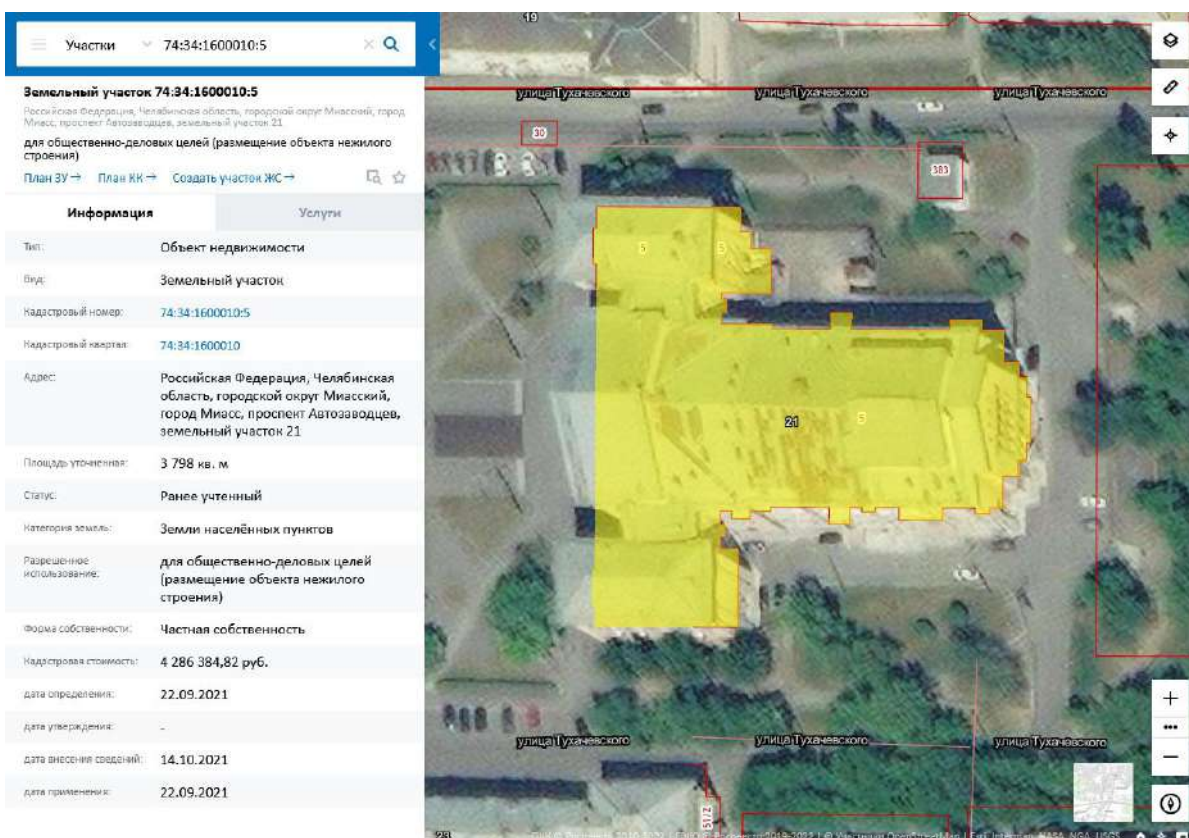 Участки 74:34:1600010:5
Земельный участок 74:34:1600010:5
Российская Федерация, Челябинская область, городской округ Миасский, город
Миасс, проспект Автозаводцев, земельный участок 21
для общественно-деловых целей (размещение объекта нежилого
строения)
План ЗУ → План КК → Создать участок ЖС →
Информация Услуги
Тип: Объект недвижимости
Вид: Земельный участок
Кадастровый номер: 74:34:1600010:5
Кадастровый квартал: 74:34:1600010
Адрес: Российская Федерация, Челябинская
область, городской округ Миасский,
город Миасс, проспект Автозаводцев,
земельный участок 21
Площадь уточненная: 3 798 кв. м
Статус: Ранее учтенный
Категория земель: Земли населённых пунктов
Разрешенное использование: для общественно-деловых целей
(размещение объекта нежилого
строения)
Форма собственности: Частная собственность
Кадастровая стоимость: 4 286 384,82 руб.
дата определения: 22.09.2021
дата утверждения: -
дата внесения сведений: 14.10.2021
дата применения: 22.09.2021
19
улица Тухачевского улица Тухачевского улица Тухачевского
30
383
5 5
21 5
улица Тухачевского улица Тухачевского улица Тухачевского
5172
23